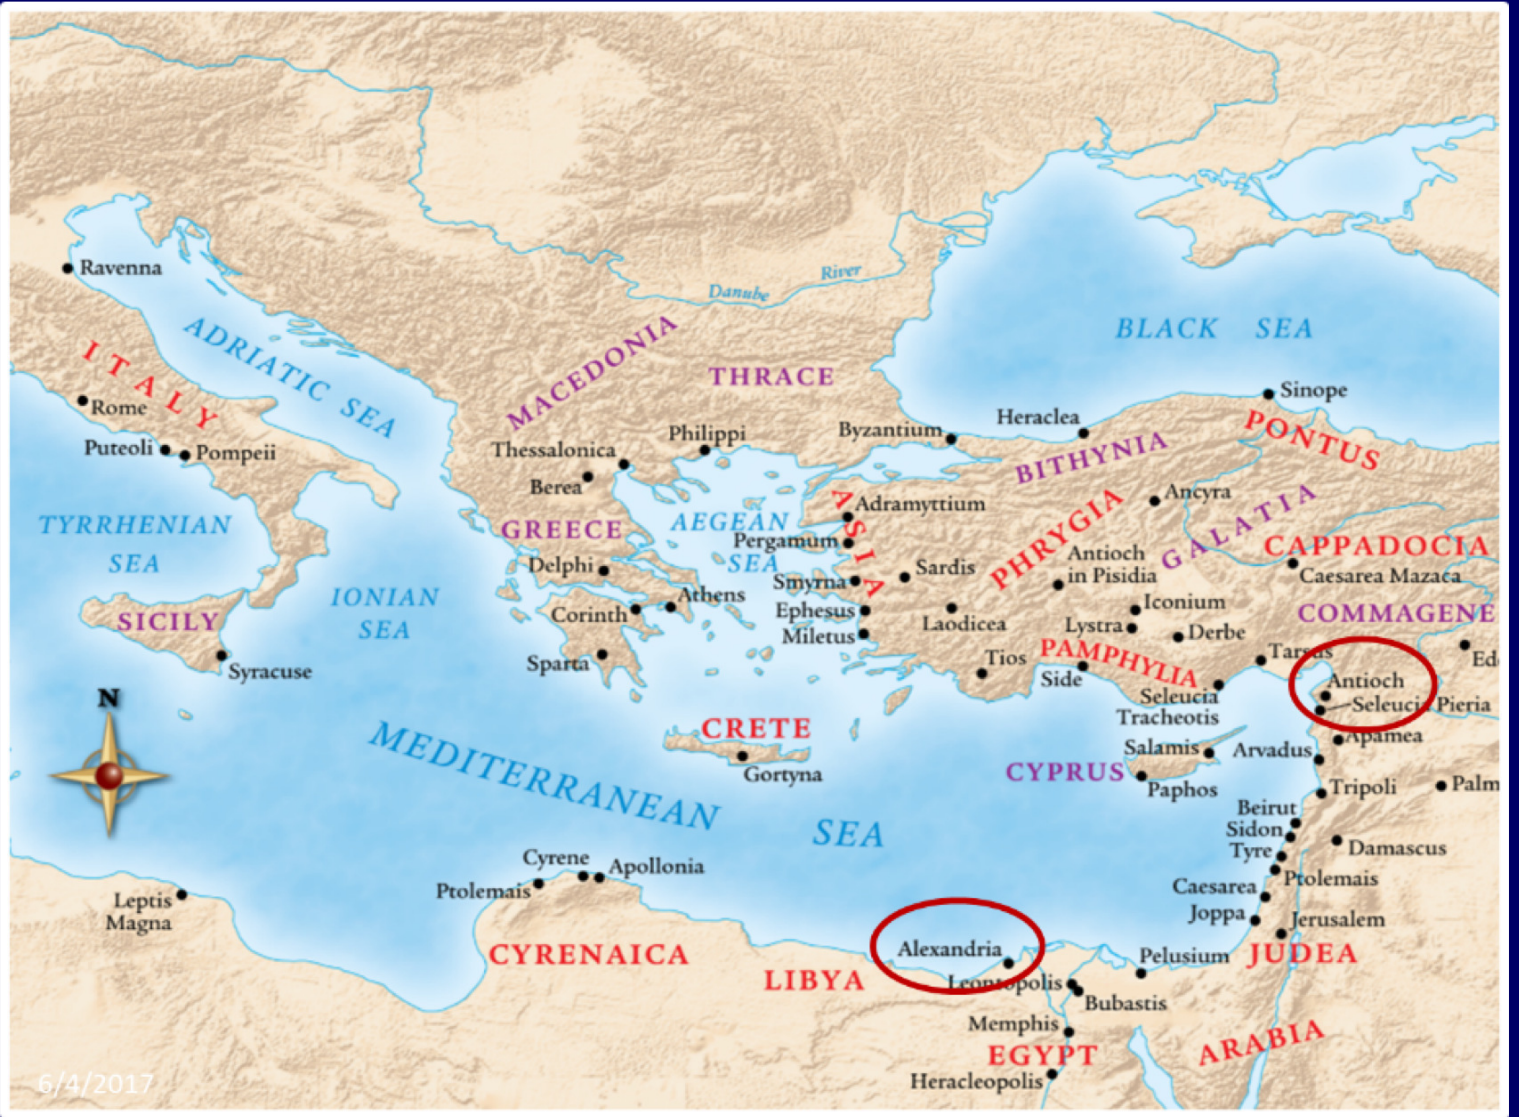 Ravenna
ADRIATIC SEA
ITALY
Rome
Puteoli
Pompeii
TYRRHENIAN
SEA
IONIAN
SEA
SICILY
Syracuse
N
Danube River
MACEDONIA
THRACE
BLACK SEA
Sinope
Heraclea
Byzantium
Philippi
Thessalonica
Berea
BITHYNIA
PONTUS
GREECE
AEGEAN
SEA
ASIA
Adramyttium
Pergamum
Ancyra
PHRYGIA
GALATIA
CAPPADOCIA
Caesarea Mazaca
Antioch
in Pisidia
Delphi
Smyrna
Sardis
Athens
Corinth
Ephesus
Miletus
Laodicea
Iconium
Lystra
Derbe
COMMAGENE
Sparta
Tios
PAMPHYLIA
Side
Tarsus
Ed
Antioch
Seleucia Pieria
Seleucia
Tracheotis
Apamea
CRETE
Gortyna
MEDITERRANEAN SEA
CYPRUS
Salamis
Paphos
Arvadus
Tripoli
Palm
Beirut
Sidon
Tyre
Damascus
Ptolemais
Caesarea
Joppa
Jerusalem
JUDEA
Cyrene
Apollonia
Ptolemais
Leptis
Magna
CYRENAICA
LIBYA
Alexandria
Leontopolis
Pelusium
Bubastis
Memphis
EGYPT
Heracleopolis
ARABIA
6/4/2017